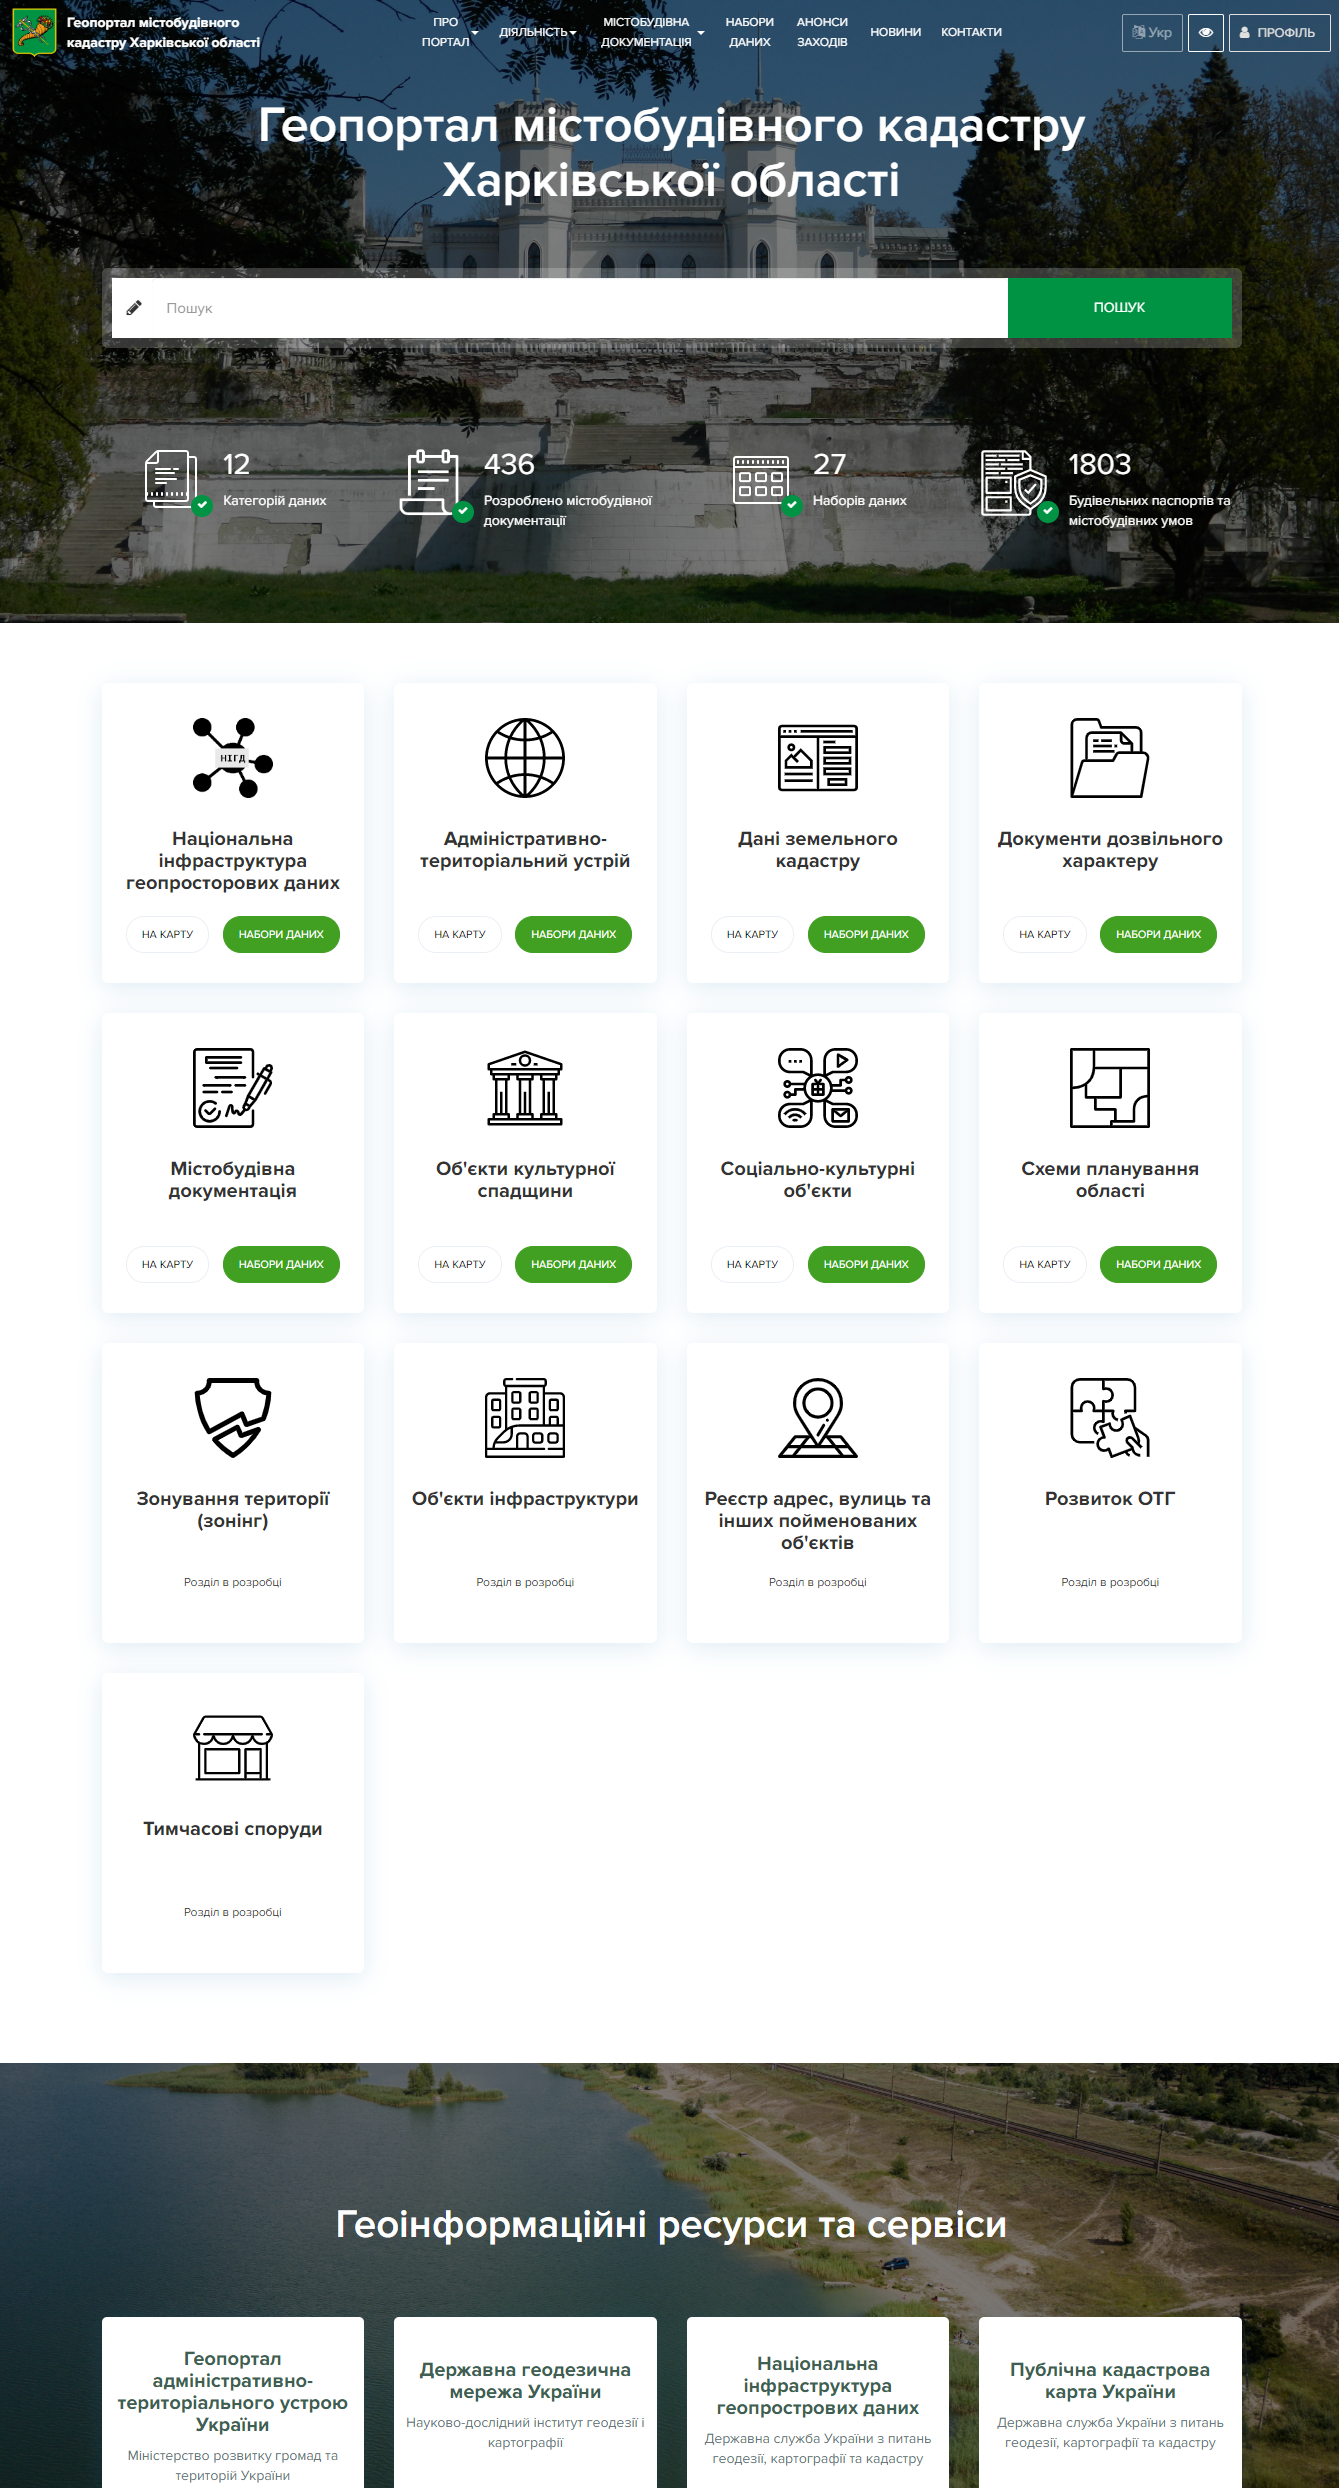 Геопортал містобудівного
кадастру Харківської області
ПРО
ПОРТАЛ
ДІЯЛЬНІСТЬ
МІСТОБУДІВНА
ДОКУМЕНТАЦІЯ
НАБОРИ
ДАНИХ
АНОНСИ
ЗАХОДІВ
НОВИНИ
КОНТАКТИ
Укр
ПРОФІЛЬ
Геопортал містобудівного кадастру
Харківської області
Пошук
ПОШУК
12
Категорій даних
436
Розроблено містобудівної
документації
27
Наборів даних
1803
Будівельних паспортів та
містобудівних умов
НІГД
Національна
інфраструктура
геопросторових даних
НА КАРТУ
НАБОРИ ДАНИХ
Адміністративно-
територіальний устрій
НА КАРТУ
НАБОРИ ДАНИХ
Дані земельного
кадастру
НА КАРТУ
НАБОРИ ДАНИХ
Документи дозвільного
характеру
НА КАРТУ
НАБОРИ ДАНИХ
Містобудівна
документація
НА КАРТУ
НАБОРИ ДАНИХ
Об'єкти культурної
спадщини
НА КАРТУ
НАБОРИ ДАНИХ
Соціально-культурні
об'єкти
НА КАРТУ
НАБОРИ ДАНИХ
Схеми планування
області
НА КАРТУ
НАБОРИ ДАНИХ
Зонування території
(зонінг)
Розділ в розробці
Об'єкти інфраструктури
Розділ в розробці
Реєстр адрес, вулиць та
інших пойменованих
об'єктів
Розділ в розробці
Розвиток ОТГ
Розділ в розробці
Тимчасові споруди
Розділ в розробці
Геоінформаційні ресурси та сервіси
Геопортал
адміністративно-
територіального устрою
України
Міністерство розвитку громад та
територій України
Державна геодезична
мережа України
Науково-дослідний інститут геодезії і
картографії
Національна
інфраструктура
геопрострових даних
Державна служба України з питань
геодезії, картографії та кадастру
Публічна кадастрова
карта України
Державна служба України з питань
геодезії, картографії та кадастру